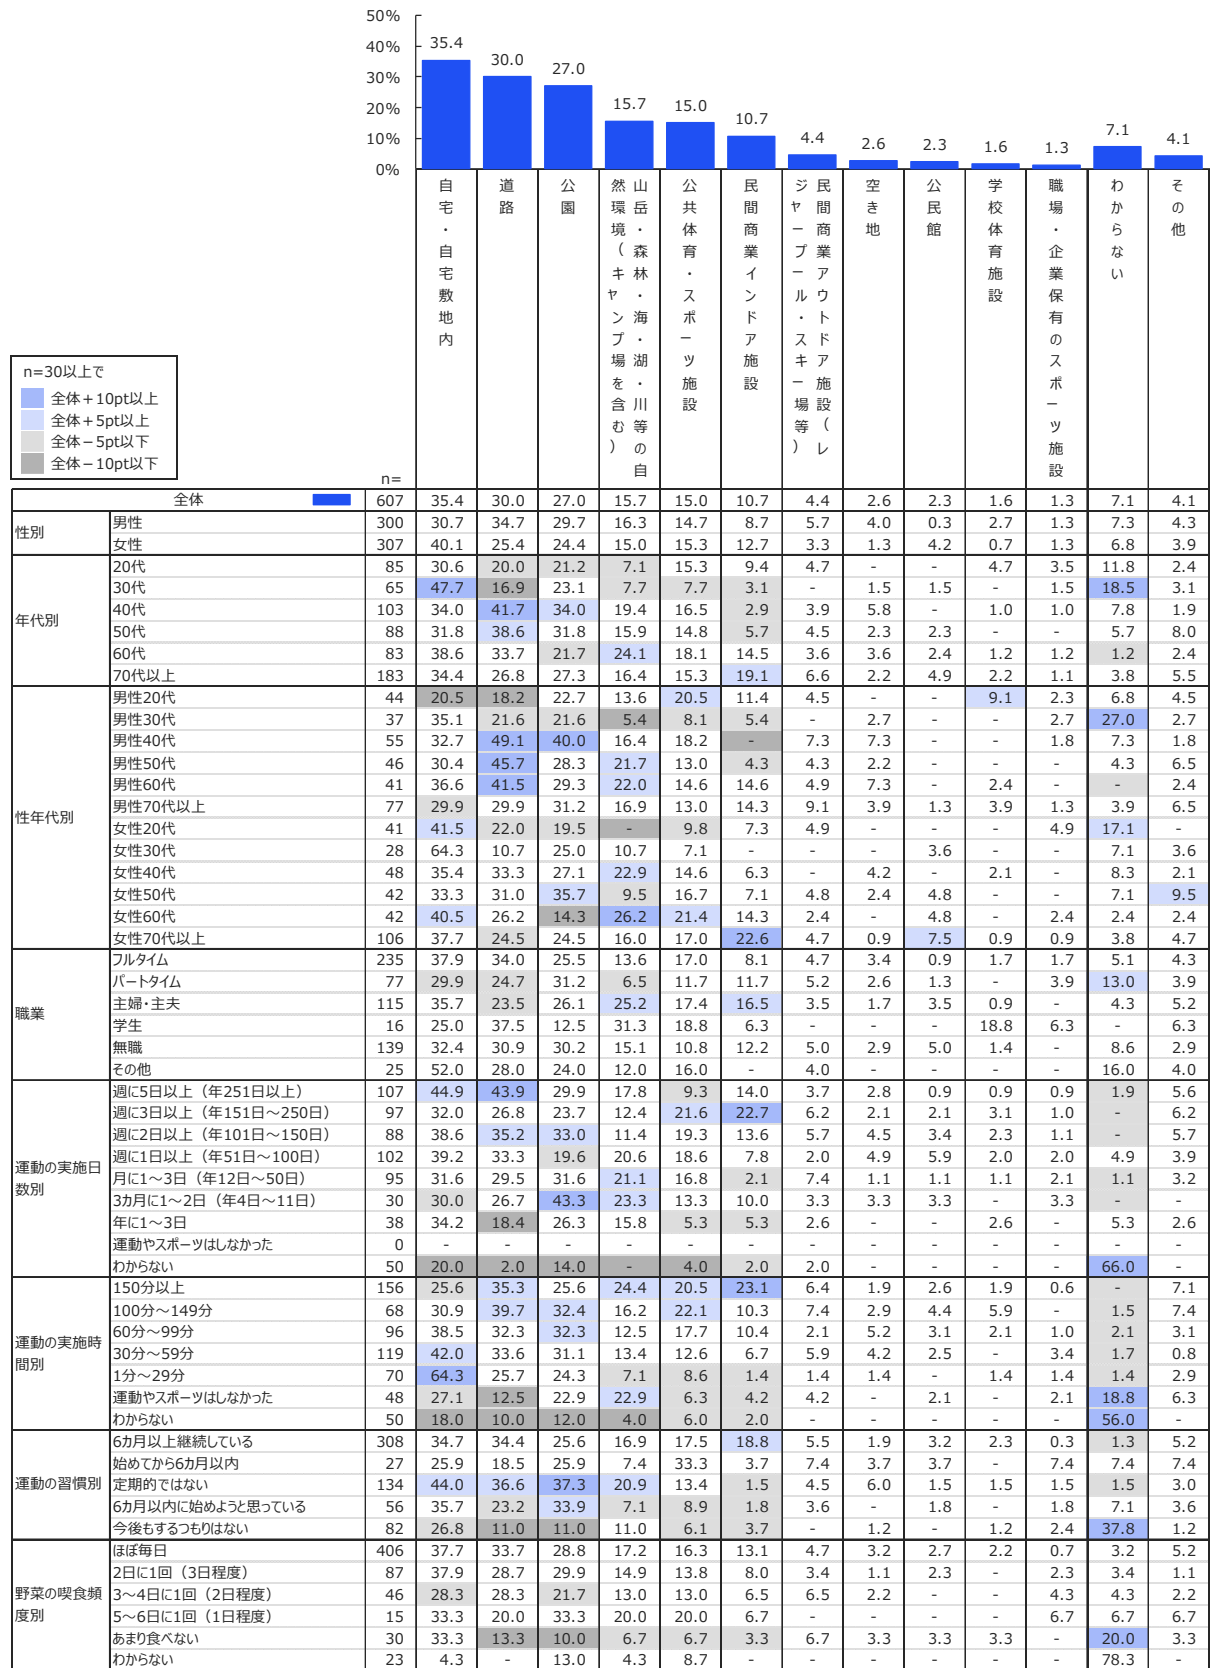 50%
40%
30%
20%
10%
0%
35.4 30.0 27.0 15.7 15.0 10.7 4.4 2.6 2.3 1.6 1.3 7.1 4.1
自宅・自宅敷地内
道路
公園
山岳・森林・海・湖・川等の自
然環境(キャンプ場を含む)
公共体育・スポーツ施設
民間商業インドア施設
民間商業アウトドア施設(レ
ジャープール・スキー場等)
空き地
公民館
学校体育施設
職場・企業保有のスポーツ施設
わからない
その他
n=30以上で
全体+10pt以上
全体+5pt以上
全体-5pt以下
全体-10pt以下
n=
全体 607 35.4 30.0 27.0 15.7 15.0 10.7 4.4 2.6 2.3 1.6 1.3 7.1 4.1
性別
男性 300 30.7 34.7 29.7 16.3 14.7 8.7 5.7 4.0 0.3 2.7 1.3 7.3 4.3
女性 307 40.1 25.4 24.4 15.0 15.3 12.7 3.3 1.3 4.2 0.7 1.3 6.8 3.9
年代別
20代 85 30.6 20.0 21.2 7.1 15.3 9.4 4.7 - - 4.7 3.5 11.8 2.4
30代 65 47.7 16.9 23.1 7.7 7.7 3.1 - 1.5 1.5 - 1.5 18.5 3.1
40代 103 34.0 41.7 34.0 19.4 16.5 2.9 3.9 5.8 - 1.0 1.0 7.8 1.9
50代 88 31.8 38.6 31.8 15.9 14.8 5.7 4.5 2.3 2.3 - - 5.7 8.0
60代 83 38.6 33.7 21.7 24.1 18.1 14.5 3.6 3.6 2.4 1.2 1.2 1.2 2.4
70代以上 183 34.4 26.8 27.3 16.4 15.3 19.1 6.6 2.2 4.9 2.2 1.1 3.8 5.5
性年代別
男性20代 44 20.5 18.2 22.7 13.6 20.5 11.4 4.5 - - 9.1 2.3 6.8 4.5
男性30代 37 35.1 21.6 21.6 5.4 8.1 5.4 - 2.7 - - 2.7 27.0 2.7
男性40代 55 32.7 49.1 40.0 16.4 18.2 - 7.3 7.3 - - 1.8 7.3 1.8
男性50代 46 30.4 45.7 28.3 21.7 13.0 4.3 4.3 2.2 - - - 4.3 6.5
男性60代 41 36.6 41.5 29.3 22.0 14.6 14.6 4.9 7.3 - 2.4 - - 2.4
男性70代以上 77 29.9 29.9 31.2 16.9 13.0 14.3 9.1 3.9 1.3 3.9 1.3 3.9 6.5
女性20代 41 41.5 22.0 19.5 - 9.8 7.3 4.9 - - - 4.9 17.1 -
女性30代 28 64.3 10.7 25.0 10.7 7.1 - - - 3.6 - - 7.1 3.6
女性40代 48 35.4 33.3 27.1 22.9 14.6 6.3 - 4.2 - 2.1 - 8.3 2.1
女性50代 42 33.3 31.0 35.7 9.5 16.7 7.1 4.8 2.4 4.8 - - 7.1 9.5
女性60代 42 40.5 26.2 14.3 26.2 21.4 14.3 2.4 - 4.8 - 2.4 2.4 2.4
女性70代以上 106 37.7 24.5 24.5 16.0 17.0 22.6 4.7 0.9 7.5 0.9 0.9 3.8 4.7
職業
フルタイム 235 37.9 34.0 25.5 13.6 17.0 8.1 4.7 3.4 0.9 1.7 1.7 5.1 4.3
パートタイム 77 29.9 24.7 31.2 6.5 11.7 11.7 5.2 2.6 1.3 - 3.9 13.0 3.9
主婦・主夫 115 35.7 23.5 26.1 25.2 17.4 16.5 3.5 1.7 3.5 0.9 - 4.3 5.2
学生 16 25.0 37.5 12.5 31.3 18.8 6.3 - - - 18.8 6.3 - 6.3
無職 139 32.4 30.9 30.2 15.1 10.8 12.2 5.0 2.9 5.0 1.4 - 8.6 2.9
その他 25 52.0 28.0 24.0 12.0 16.0 - 4.0 - - - - 16.0 4.0
運動の実施日数別
週に5日以上(年251日以上) 107 44.9 43.9 29.9 17.8 9.3 14.0 3.7 2.8 0.9 0.9 0.9 1.9 5.6
週に3日以上(年151日~250日) 97 32.0 26.8 23.7 12.4 21.6 22.7 6.2 2.1 2.1 3.1 1.0 - 6.2
週に2日以上(年101日~150日) 88 38.6 35.2 33.0 11.4 19.3 13.6 5.7 4.5 3.4 2.3 1.1 - 5.7
週に1日以上(年51日~100日) 102 39.2 33.3 19.6 20.6 18.6 7.8 2.0 4.9 5.9 2.0 2.0 4.9 3.9
月に1~3日(年12日~50日) 95 31.6 29.5 31.6 21.1 16.8 2.1 7.4 1.1 1.1 1.1 2.1 1.1 3.2
3カ月に1~2日(年4日~11日) 30 30.0 26.7 43.3 23.3 13.3 10.0 3.3 3.3 3.3 - 3.3 - -
年に1~3日 38 34.2 18.4 26.3 15.8 5.3 5.3 2.6 - - 2.6 - 5.3 2.6
運動やスポーツはしなかった 0 - - - - - - - - - - - - -
わからない 50 20.0 2.0 14.0 - 4.0 2.0 2.0 - - - - 66.0 -
運動の実施時間別
150分以上 156 25.6 35.3 25.6 24.4 20.5 23.1 6.4 1.9 2.6 1.9 0.6 - 7.1
100分~149分 68 30.9 39.7 32.4 16.2 22.1 10.3 7.4 2.9 4.4 5.9 - 1.5 7.4
60分~99分 96 38.5 32.3 32.3 12.5 17.7 10.4 2.1 5.2 3.1 2.1 1.0 2.1 3.1
30分~59分 119 42.0 33.6 31.1 13.4 12.6 6.7 5.9 4.2 2.5 - 3.4 1.7 0.8
1分~29分 70 64.3 25.7 24.3 7.1 8.6 1.4 1.4 1.4 - 1.4 1.4 1.4 2.9
運動やスポーツはしなかった 48 27.1 12.5 22.9 22.9 6.3 4.2 4.2 - 2.1 - 2.1 18.8 6.3
わからない 50 18.0 10.0 12.0 4.0 6.0 2.0 - - - - - 56.0 -
運動の習慣別
6カ月以上継続している 308 34.7 34.4 25.6 16.9 17.5 18.8 5.5 1.9 3.2 2.3 0.3 1.3 5.2
始めてから6カ月以内 27 25.9 18.5 25.9 7.4 33.3 3.7 7.4 3.7 3.7 - 7.4 7.4 7.4
定期的ではない 134 44.0 36.6 37.3 20.9 13.4 1.5 4.5 6.0 1.5 1.5 1.5 1.5 3.0
6カ月以内に始めようと思っている 56 35.7 23.2 33.9 7.1 8.9 1.8 3.6 - 1.8 - 1.8 7.1 3.6
今後もするつもりはない 82 26.8 11.0 11.0 11.0 6.1 3.7 - 1.2 - 1.2 2.4 37.8 1.2
野菜の喫食頻度別
ほぼ毎日 406 37.7 33.7 28.8 17.2 16.3 13.1 4.7 3.2 2.7 2.2 0.7 3.2 5.2
2日に1回(3日程度) 87 37.9 28.7 29.9 14.9 13.8 8.0 3.4 1.1 2.3 - 2.3 3.4 1.1
3~4日に1回(2日程度) 46 28.3 28.3 21.7 13.0 13.0 6.5 6.5 2.2 - - 4.3 4.3 2.2
5~6日に1回(1日程度) 15 33.3 20.0 33.3 20.0 20.0 6.7 - - - - 6.7 6.7 6.7
あまり食べない 30 33.3 13.3 10.0 6.7 6.7 3.3 6.7 3.3 3.3 3.3 - 20.0 3.3
わからない 23 4.3 - 13.0 4.3 8.7 - - - - - - 78.3 -